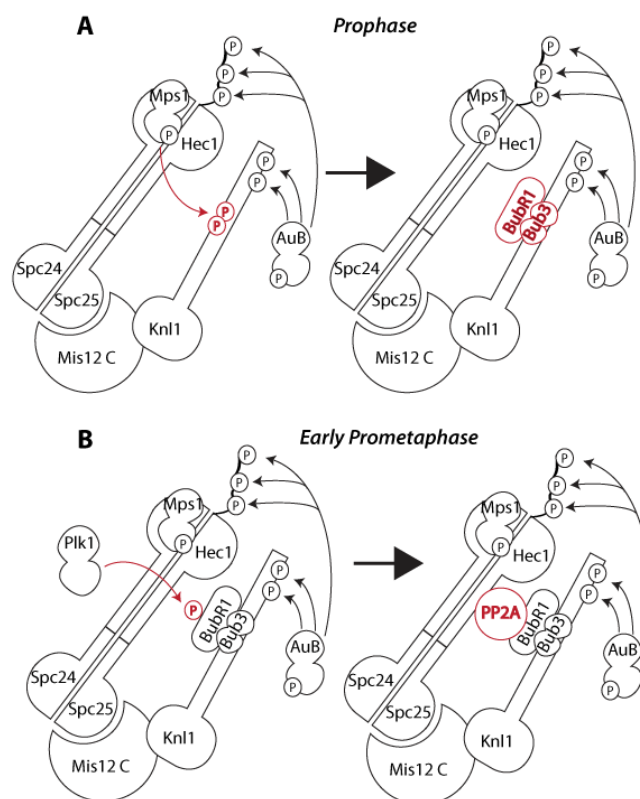 A
Prophase
P
P
P
Mps1
P
Hec1
P
P
P
P
AuB
P
Spc24
Spc25
Knl1
Mis12 C
P
P
P
Mps1
Hec1
P
P
BubR1
Bub3
AuB
P
Spc24
Spc25
Knl1
Mis12 C
B
Early Prometaphase
P
P
P
Mps1
P
Plk1
Hec1
P
P
P
BubR1
Bub3
AuB
P
Spc24
Spc25
Knl1
Mis12 C
P
P
P
Mps1
P
Hec1
P
P
PP2A
BubR1
Bub3
AuB
P
Spc24
Spc25
Knl1
Mis12 C